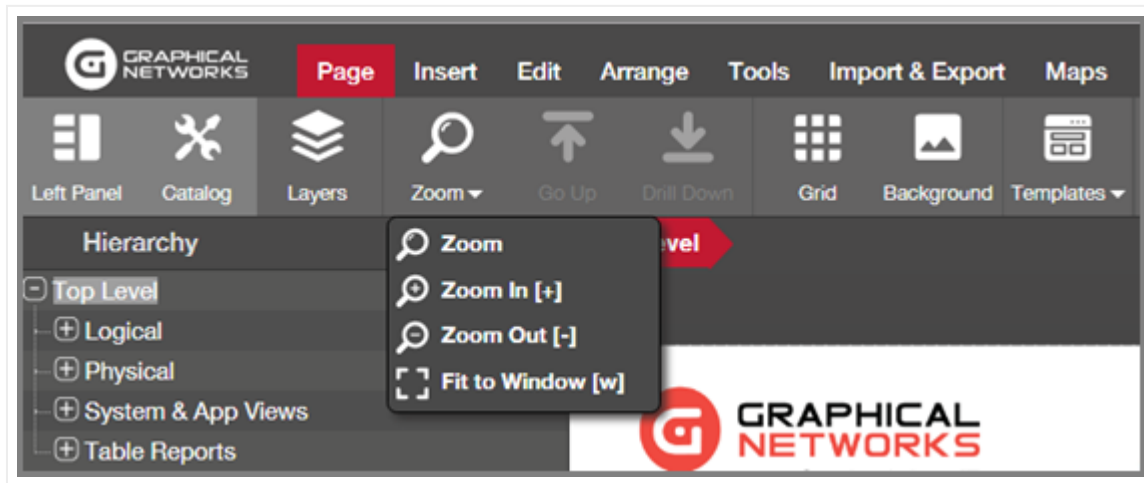 GRAPHICAL
NETWORKS
Page Insert Edit Arrange Tools Import & Export Maps
Left Panel Catalog Layers Zoom Go Up Drill Down Grid Background Templates
Hierarchy
Zoom
Zoom In [+]
Zoom Out [-]
Fit to Window [w]
Top Level
Logical
Physical
System & App Views
Table Reports
GRAPHICAL
NETWORKS